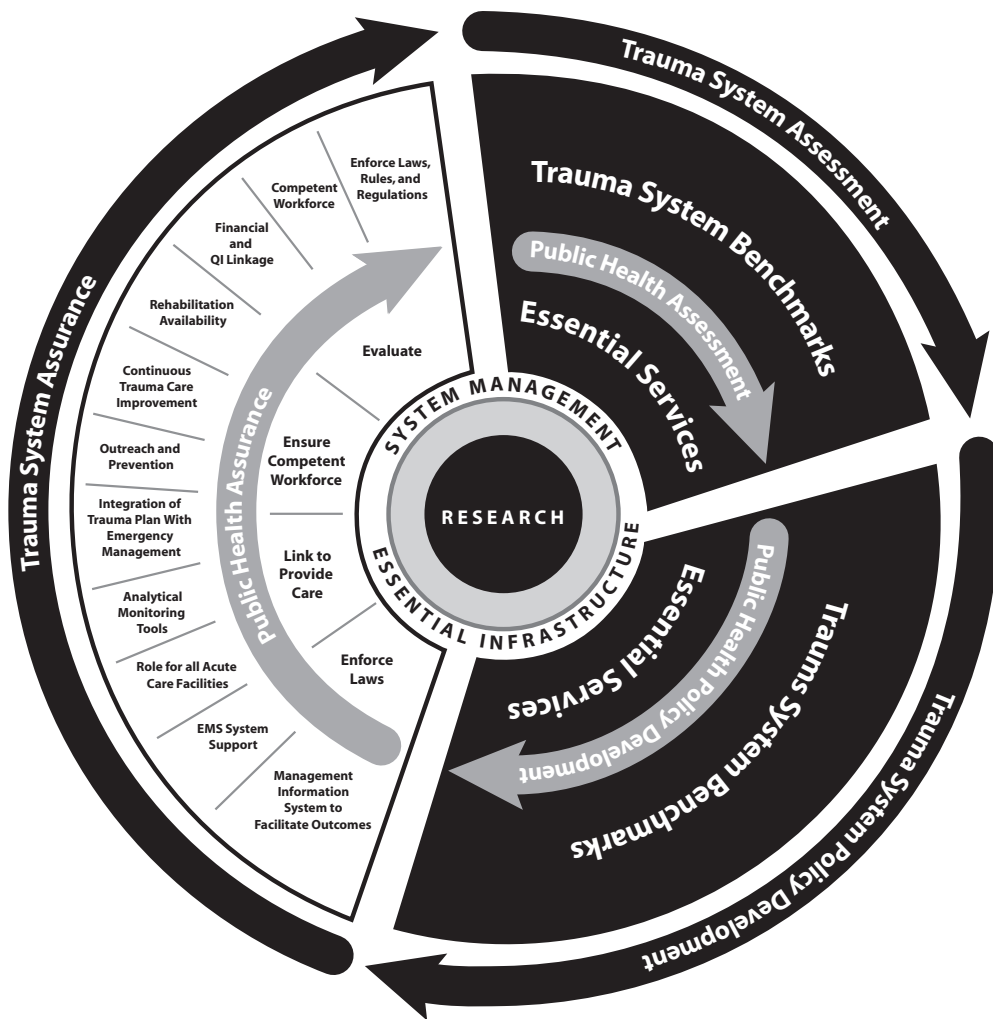 Trauma System Assessment
Trauma System Benchmarks
Public Health Assessment
Essential Services
Trauma System Policy Development
Traums System Benchmarks
Public Health Policy Development
Essential Services
Trauma System Assurance
Enforce Laws,
Rules, and
Regulations
Competent
Workforce
Financial
and
QI Linkage
Rehabilitation
Availability
Continuous
Trauma Care
Improvement
Outreach and
Prevention
Integration of
Trauma Plan With
Emergency
Management
Analytical
Monitoring
Tools
Role for all Acute
Care Facilities
EMS System
Support
Management
Information
System to
Facilitate Outcomes
Public Health Assurance
Evaluate
Ensure
Competent
Workforce
Link to
Provide
Care
Enforce
Laws
SYSTEM MANAGEMENT
RESEARCH
ESSENTIAL INFRASTRUCTURE